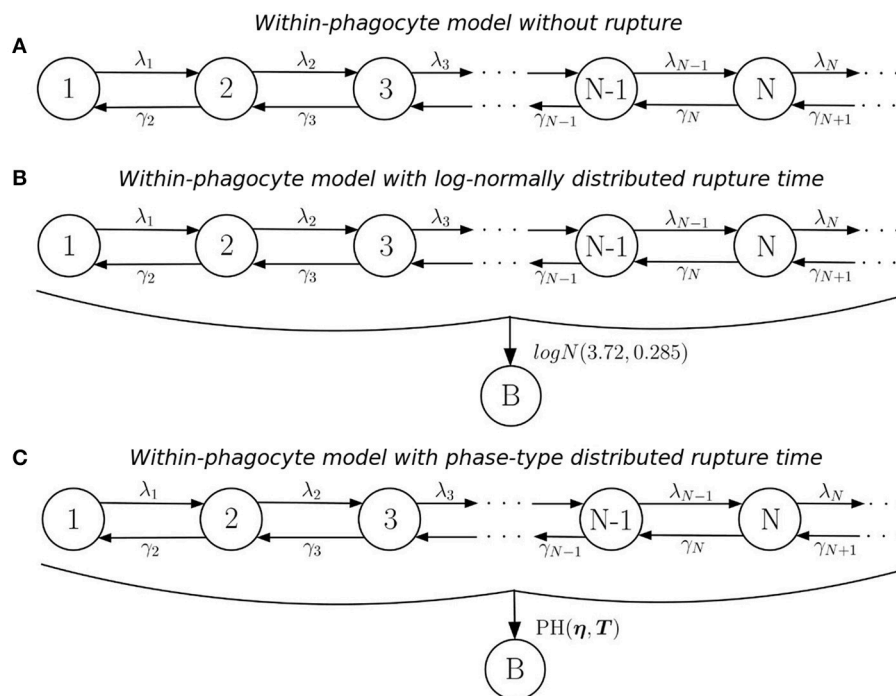 Within-phagocyte model without rupture
A
λ1 λ2 λ3 λN−1 λN
1 2 3 · · · · · · N-1 N · · ·
γ2 γ3 γN−1 γN γN+1
B
Within-phagocyte model with log-normally distributed rupture time
λ1 λ2 λ3 λN−1 λN
1 2 3 · · · · · · N-1 N · · ·
γ2 γ3 γN−1 γN γN+1
logN(3.72, 0.285)
B
C
Within-phagocyte model with phase-type distributed rupture time
λ1 λ2 λ3 λN−1 λN
1 2 3 · · · · · · N-1 N · · ·
γ2 γ3 γN−1 γN γN+1
PH(η, T)
B